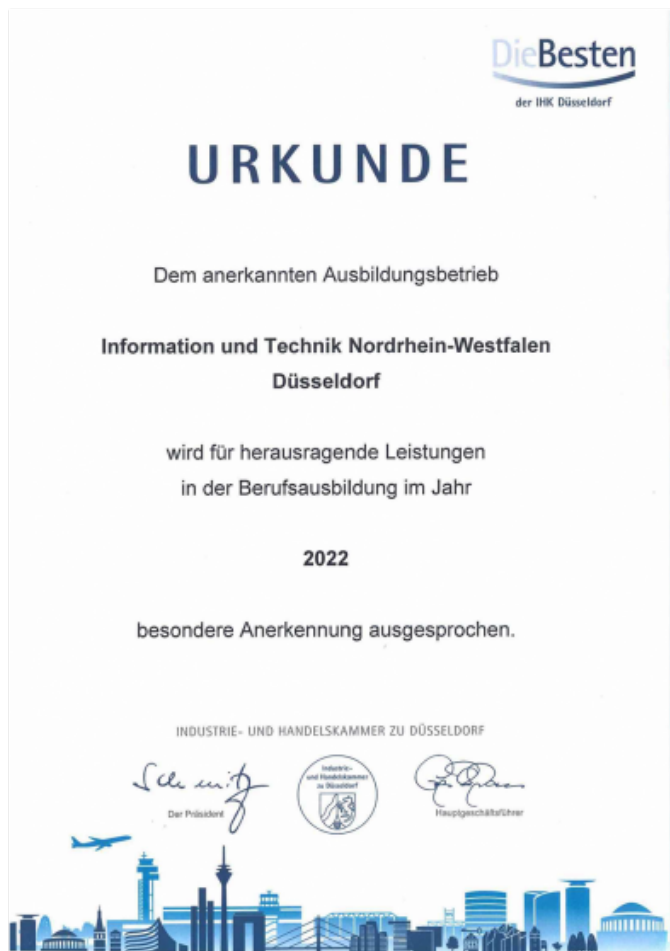 DieBesten
der IHK Düsseldorf
URKUNDE
Dem anerkannten Ausbildungsbetrieb
Information und Technik Nordrhein-Westfalen
Düsseldorf
wird für herausragende Leistungen
in der Berufsausbildung im Jahr
2022
besondere Anerkennung ausgesprochen.
INDUSTRIE- UND HANDELSKAMMER ZU DÜSSELDORF
Schmitz
Industrie-
und Handelskammer
zu Düsseldorf
Der Präsident
Hauptgeschäftsführer